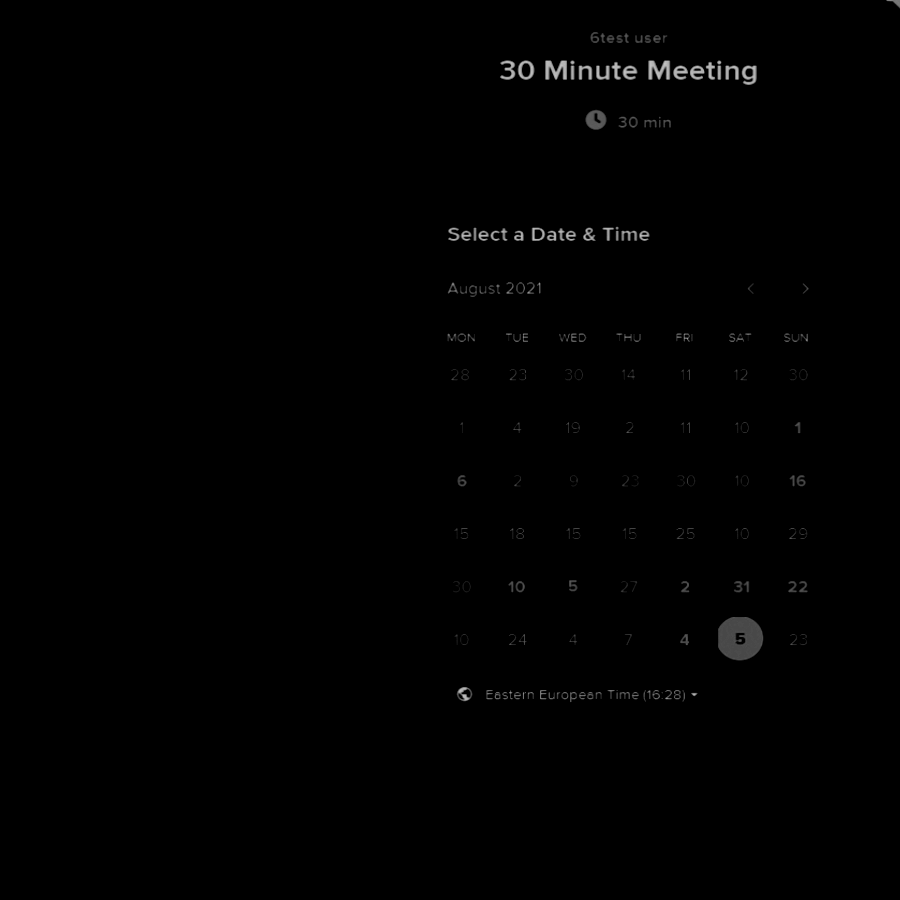 6test user
30 Minute Meeting
30 min
Select a Date & Time
August 2021
MON TUE WED THU FRI SAT SUN
28 23 30 14 11 12 30
1 4 19 2 11 10 1
6 2 9 23 30 10 16
15 18 15 15 25 10 29
30 10 5 27 2 31 22
10 24 4 7 4 5 23
Eastern European Time (16:28)